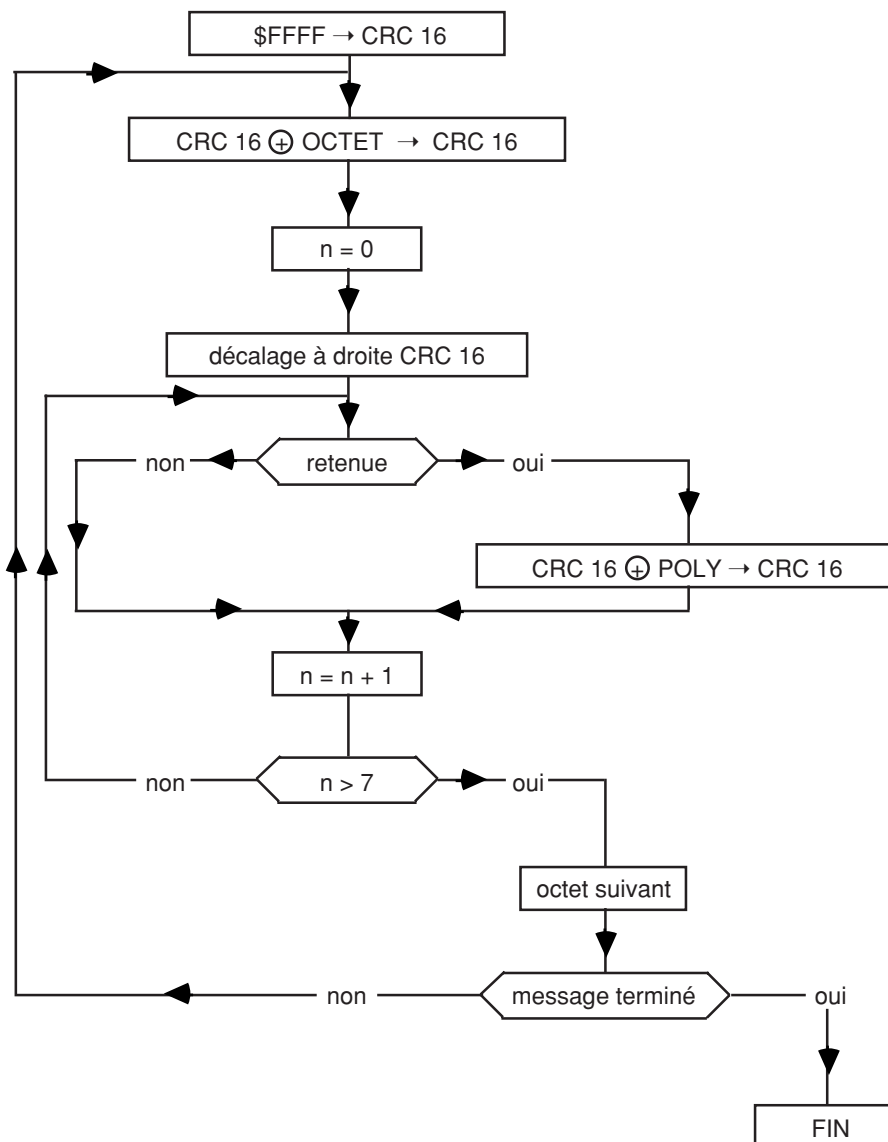 $FFFF → CRC 16
CRC 16 ⊕ OCTET → CRC 16
n = 0
décalage à droite CRC 16
non
retenue
oui
CRC 16 ⊕ POLY → CRC 16
n = n + 1
non
n > 7
oui
octet suivant
non
message terminé
oui
FIN